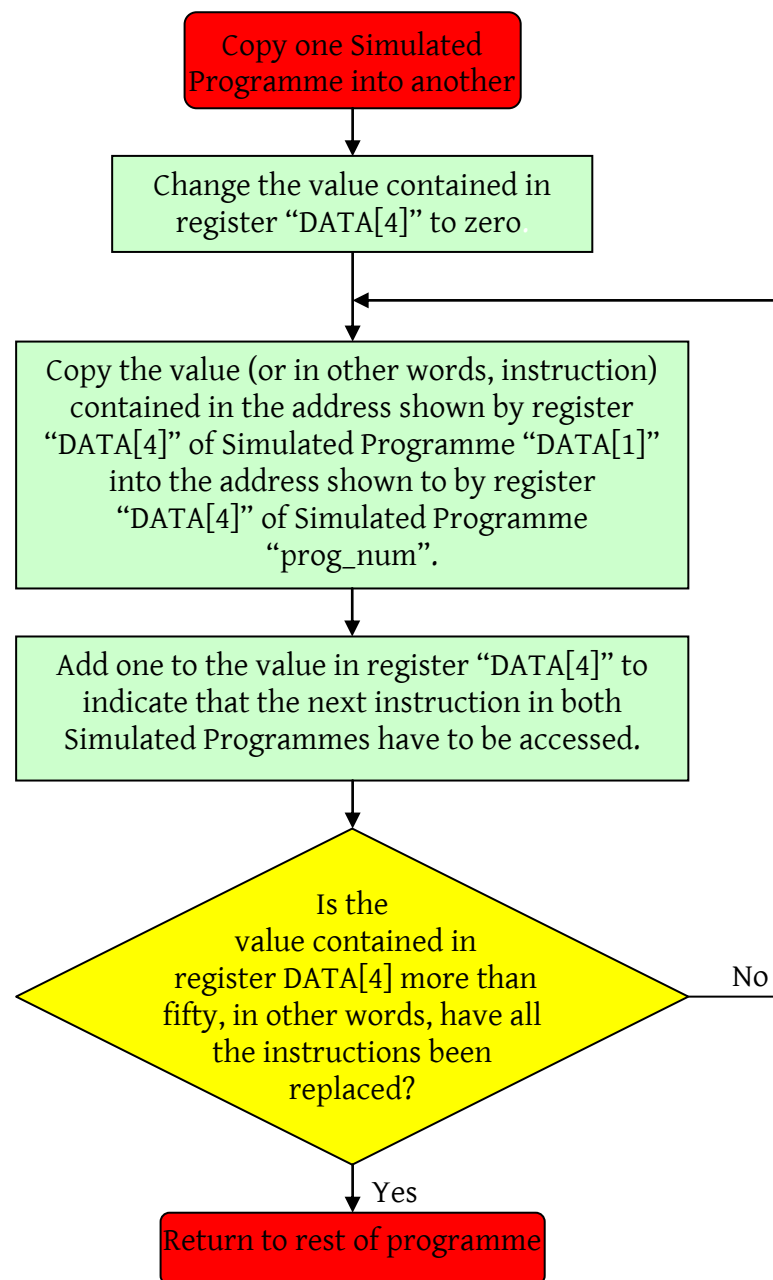 Copy one Simulated
Programme into another
Change the value contained in
register “DATA[4]” to zero.
Copy the value (or in other words, instruction)
contained in the address shown by register
“DATA[4]” of Simulated Programme “DATA[1]”
into the address shown to by register
“DATA[4]” of Simulated Programme
“prog_num”.
Add one to the value in register “DATA[4]” to
indicate that the next instruction in both
Simulated Programmes have to be accessed.
Is the
value contained in
register DATA[4] more than
fifty, in other words, have all
the instructions been
replaced?
No
Yes
Return to rest of programme